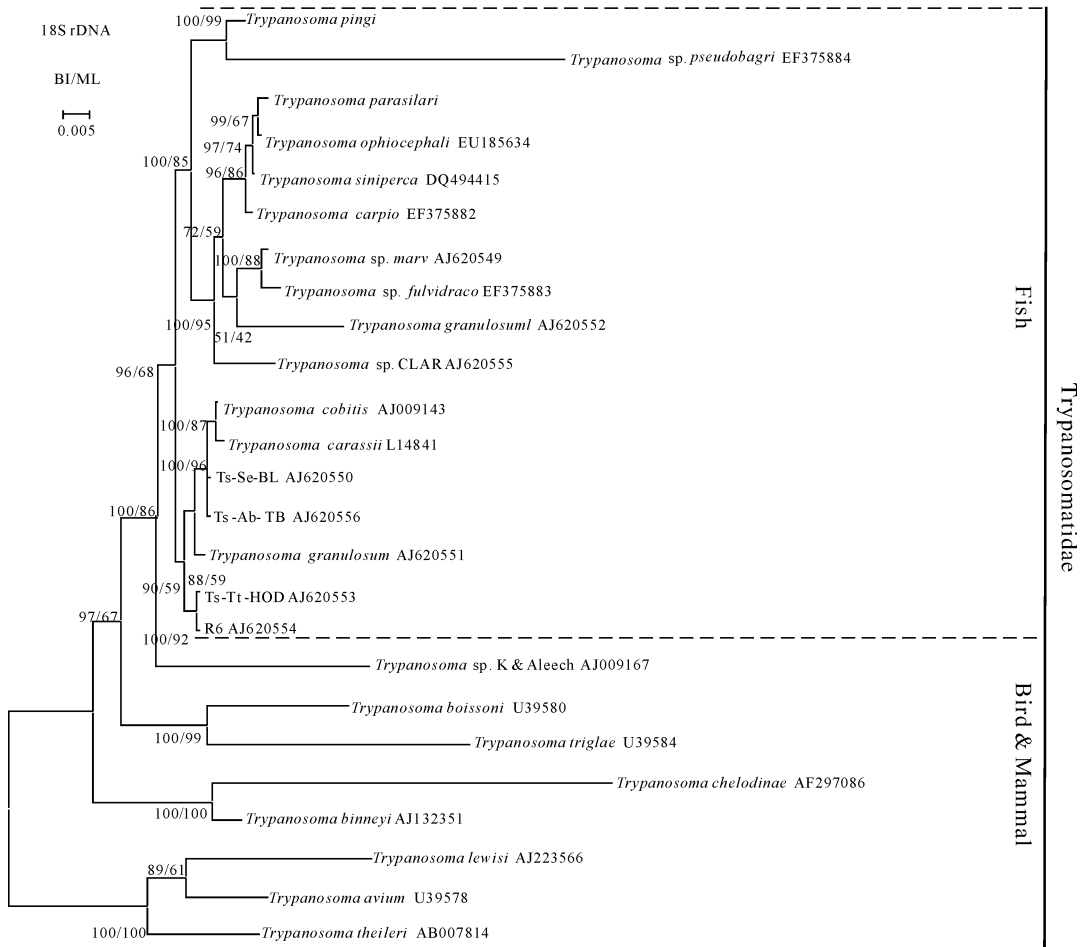 100/99 Trypanosoma pingi
18S rDNA
Trypanosoma sp. pseudobagri EF375884
BI/ML
Trypanosoma parasilari
99/67
0.005
Trypanosoma ophiocephali EU185634
97/74
100/85
96/86
Trypanosoma siniperca DQ494415
Trypanosoma carpio EF375882
72/59
100/88
Trypanosoma sp. marv AJ620549
Trypanosoma sp. fulvidraco EF375883
Fish
100/95
Trypanosoma granulosuml AJ620552
51/42
Trypanosoma sp. CLAR AJ620555
96/68
Trypanosoma cobitis AJ009143
100/87
Trypanosoma carassii L14841
100/96
Ts-Se-BL AJ620550
Trypanosomatidae
100/86
Ts-Ab-TB AJ620556
Trypanosoma granulosum AJ620551
88/59
90/59
Ts-Tt-HOD AJ620553
97/67
R6 AJ620554
100/92
Trypanosoma sp. K & Aleech AJ009167
Trypanosoma boissoni U39580
100/99
Trypanosoma triglae U39584
Bird & Mammal
Trypanosoma chelodinae AF297086
100/100
Trypanosoma binneyi AJ132351
Trypanosoma lewisi AJ223566
89/61
Trypanosoma avium U39578
100/100
Trypanosoma theileri AB007814